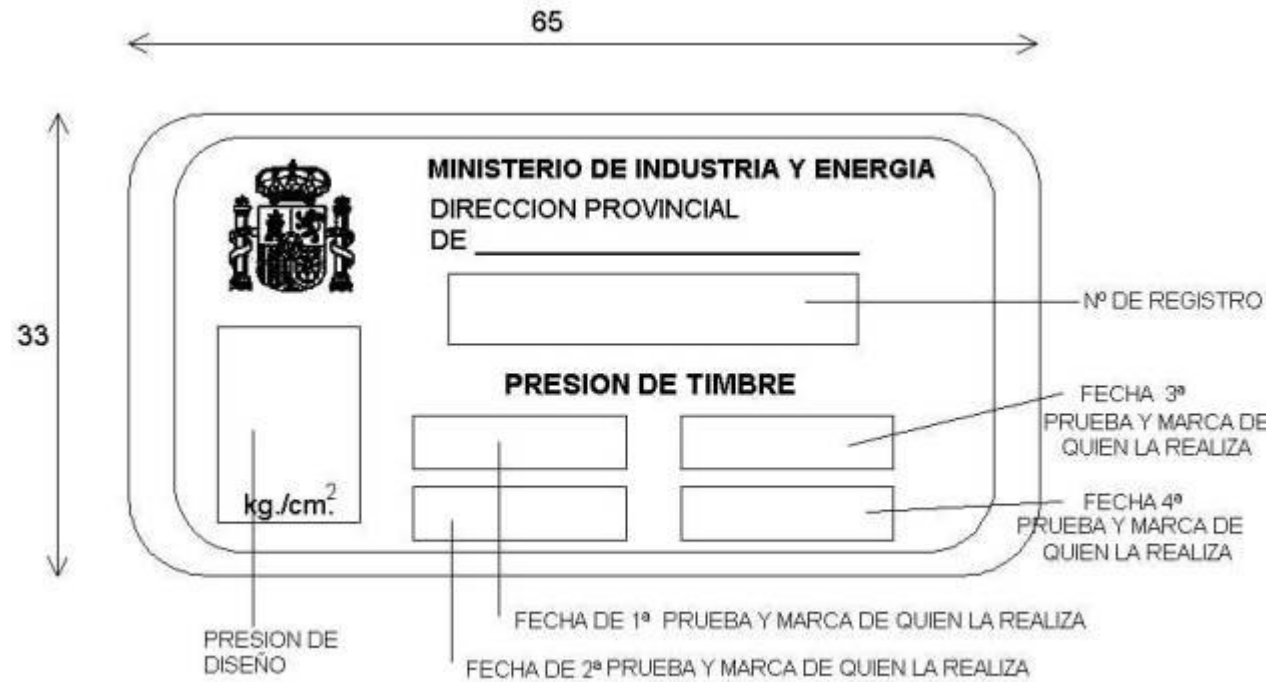 65
33
MINISTERIO DE INDUSTRIA Y ENERGIA
DIRECCION PROVINCIAL
DE
Nº DE REGISTRO
PRESION DE TIMBRE
FECHA 3ª
PRUEBA Y MARCA DE
QUIEN LA REALIZA
kg./cm.²
FECHA 4ª
PRUEBA Y MARCA DE
QUIEN LA REALIZA
FECHA DE 1ª PRUEBA Y MARCA DE QUIEN LA REALIZA
PRESION DE
DISEÑO
FECHA DE 2ª PRUEBA Y MARCA DE QUIEN LA REALIZA